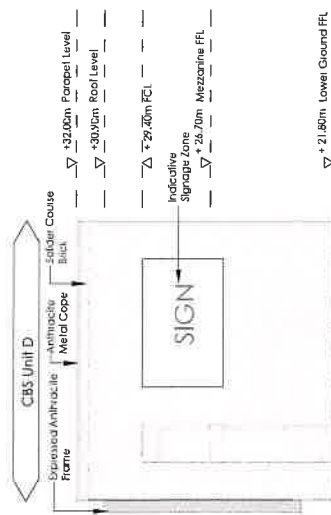 CBS Unit D
Expressed Anthracite
Frame
Anthracite
Metal Cope
Solider Course
Brick
+32.00m Parapet Level
+30.90m Roof Level
+29.40m FCL
Indicative
Signage Zone
+26.70m Mezzanine FFL
+21.80m Lower Ground FFL
SIGN